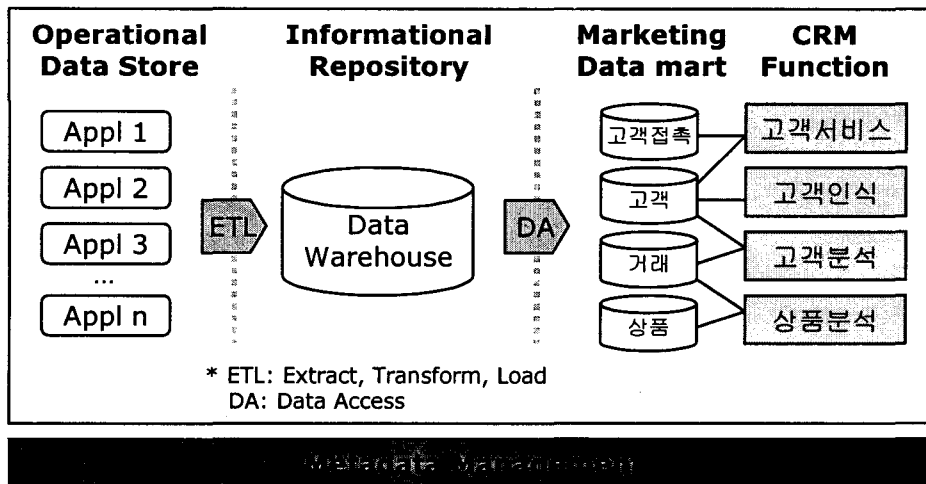 Operational
Data Store
Informational
Repository
Marketing
Data mart
CRM
Function
Appl 1
Appl 2
Appl 3
...
Appl n
ETL
Data
Warehouse
DA
고객접촉
고객
거래
상품
고객서비스
고객인식
고객분석
상품분석
* ETL: Extract, Transform, Load
DA: Data Access
Metadata Management